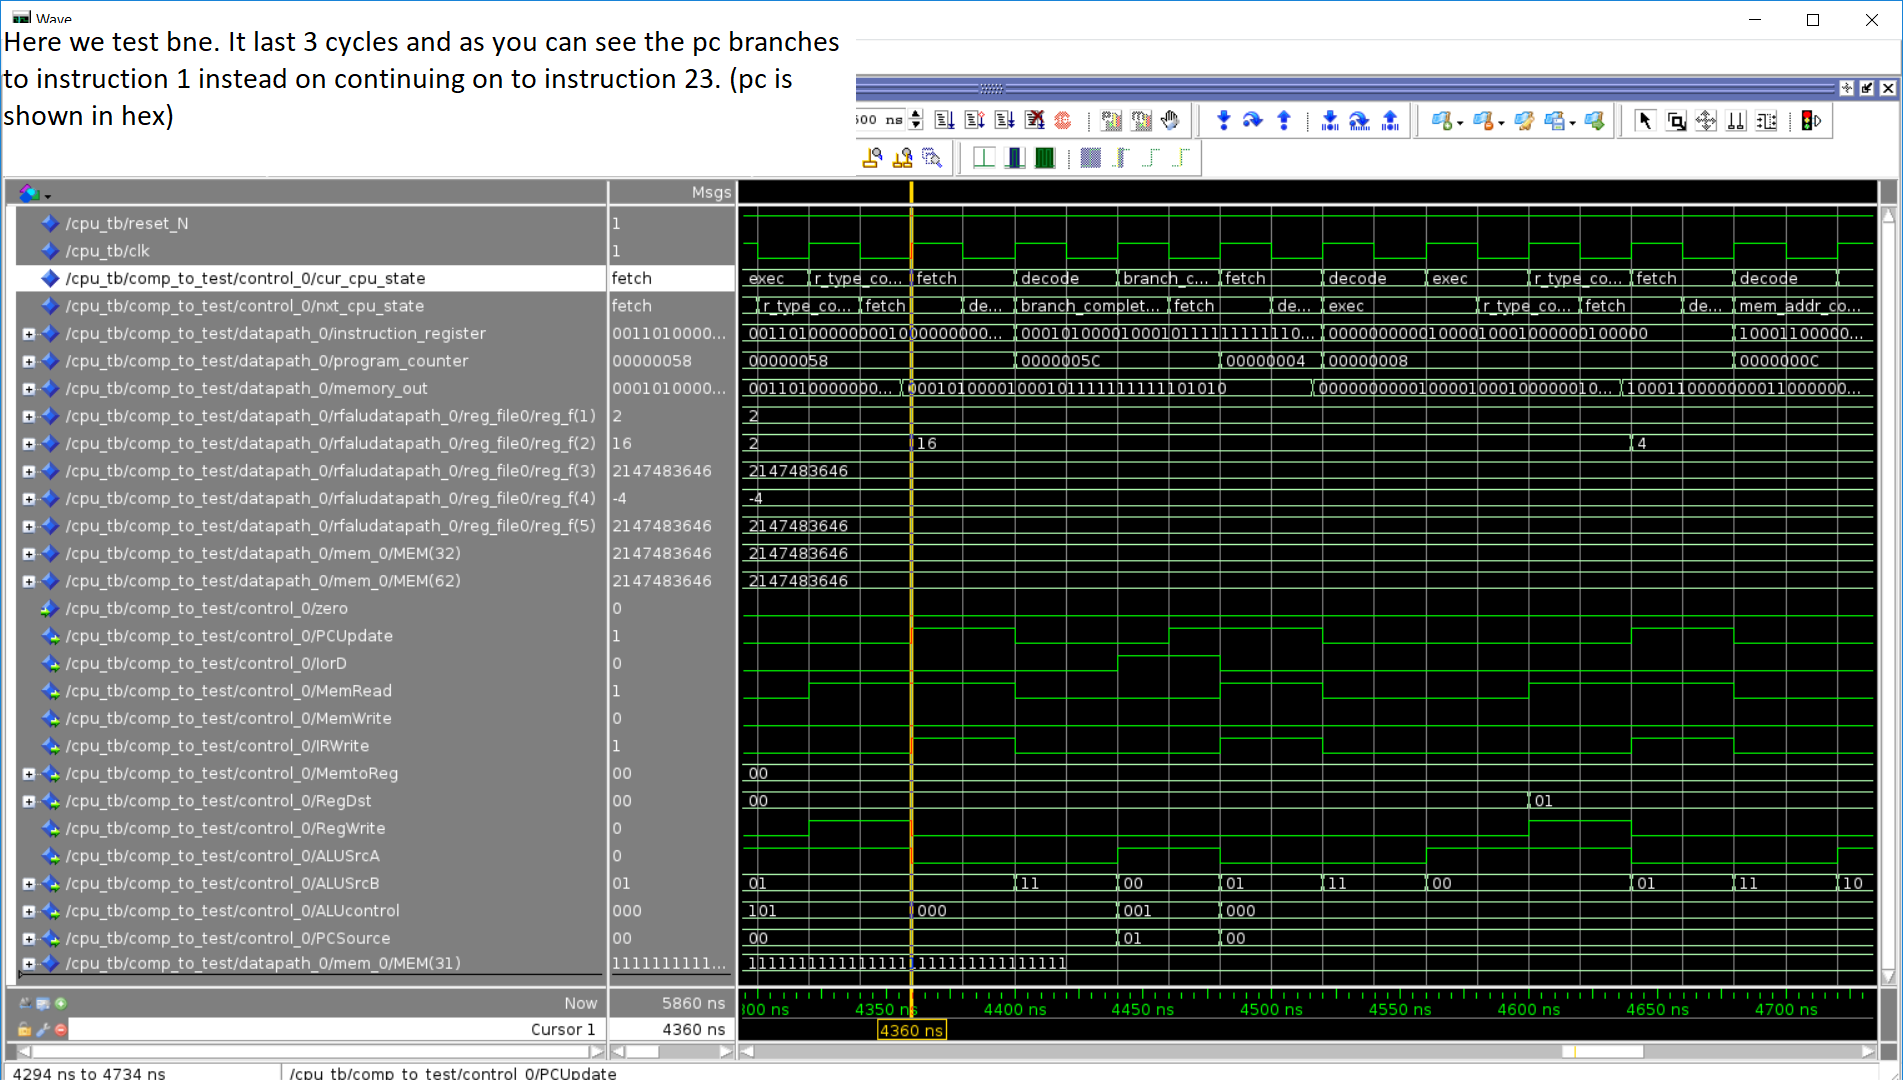 Wave
Here we test bne. It last 3 cycles and as you can see the pc branches
to instruction 1 instead on continuing on to instruction 23. (pc is
shown in hex)
500 ns
Msgs
/cpu_tb/reset_N 1
/cpu_tb/clk 1
/cpu_tb/comp_to_test/control_0/cur_cpu_state fetch exec r_type_co... fetch decode branch_c... fetch decode exec r_type_co... fetch decode
/cpu_tb/comp_to_test/control_0/nxt_cpu_state fetch r_type_co... fetch de... branch_complet... fetch de... exec r_type_co... fetch de... mem_addr_co...
/cpu_tb/comp_to_test/datapath_0/instruction_register 0011010000... 00110100000000100000000000... 00010100001000101111111111110... 00000000001000010001000000100000 10001100000...
/cpu_tb/comp_to_test/datapath_0/program_counter 00000058 00000058 0000005C 00000004 00000008 0000000C
/cpu_tb/comp_to_test/datapath_0/memory_out 0001010000... 00110100000000... 00010100001000101111111111101010 0000000000100001000100000010... 10001100000000011000000...
/cpu_tb/comp_to_test/datapath_0/rfaludatapath_0/reg_file0/reg_f(1) 2 2
/cpu_tb/comp_to_test/datapath_0/rfaludatapath_0/reg_file0/reg_f(2) 16 2 16 4
/cpu_tb/comp_to_test/datapath_0/rfaludatapath_0/reg_file0/reg_f(3) 2147483646 2147483646
/cpu_tb/comp_to_test/datapath_0/rfaludatapath_0/reg_file0/reg_f(4) -4 -4
/cpu_tb/comp_to_test/datapath_0/rfaludatapath_0/reg_file0/reg_f(5) 2147483646 2147483646
/cpu_tb/comp_to_test/datapath_0/mem_0/MEM(32) 2147483646 2147483646
/cpu_tb/comp_to_test/datapath_0/mem_0/MEM(62) 2147483646 2147483646
/cpu_tb/comp_to_test/control_0/zero 0
/cpu_tb/comp_to_test/control_0/PCUpdate 1
/cpu_tb/comp_to_test/control_0/IorD 0
/cpu_tb/comp_to_test/control_0/MemRead 1
/cpu_tb/comp_to_test/control_0/MemWrite 0
/cpu_tb/comp_to_test/control_0/IRWrite 1
/cpu_tb/comp_to_test/control_0/MemtoReg 00 00
/cpu_tb/comp_to_test/control_0/RegDst 00 00 01
/cpu_tb/comp_to_test/control_0/RegWrite 0
/cpu_tb/comp_to_test/control_0/ALUSrcA 0
/cpu_tb/comp_to_test/control_0/ALUSrcB 01 01 11 00 01 11 00 01 11 10
/cpu_tb/comp_to_test/control_0/ALUcontrol 000 101 000 001 000
/cpu_tb/comp_to_test/control_0/PCSource 00 00 01 00
/cpu_tb/comp_to_test/datapath_0/mem_0/MEM(31) 1111111111... 11111111111111111111111111111111
Now 5860 ns 300 ns 4350 ns 4400 ns 4450 ns 4500 ns 4550 ns 4600 ns 4650 ns 4700 ns
Cursor 1 4360 ns 4360 ns
4294 ns to 4734 ns /cpu_tb/comp_to_test/control_0/PCUpdate